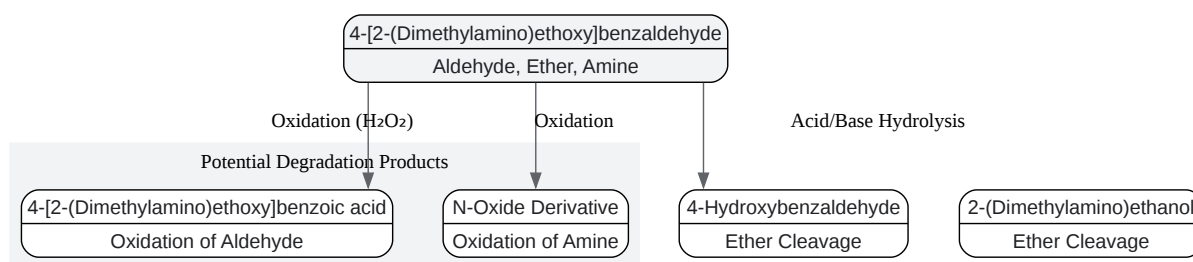 4-[2-(Dimethylamino)ethoxy]benzaldehyde
Aldehyde, Ether, Amine
Oxidation (H₂O₂)
Oxidation
Acid/Base Hydrolysis
Potential Degradation Products
4-[2-(Dimethylamino)ethoxy]benzoic acid
Oxidation of Aldehyde
N-Oxide Derivative
Oxidation of Amine
4-Hydroxybenzaldehyde
Ether Cleavage
2-(Dimethylamino)ethanol
Ether Cleavage